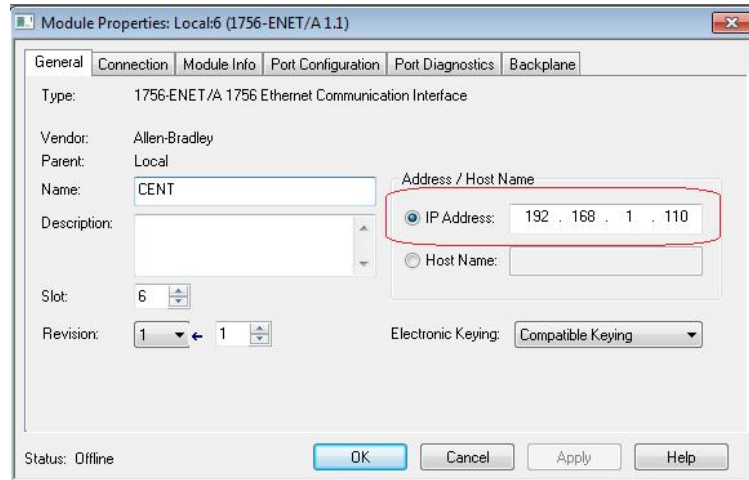 Module Properties: Local:6 (1756-ENET/A 1.1)
General Connection Module Info Port Configuration Port Diagnostics Backplane
Type: 1756-ENET/A 1756 Ethernet Communication Interface
Vendor: Allen-Bradley
Parent: Local
Name: CENT
Description:
Address / Host Name
IP Address: 192 . 168 . 1 . 110
Host Name:
Slot: 6
Revision: 1 1
Electronic Keying: Compatible Keying
Status: Offline
OK Cancel Apply Help